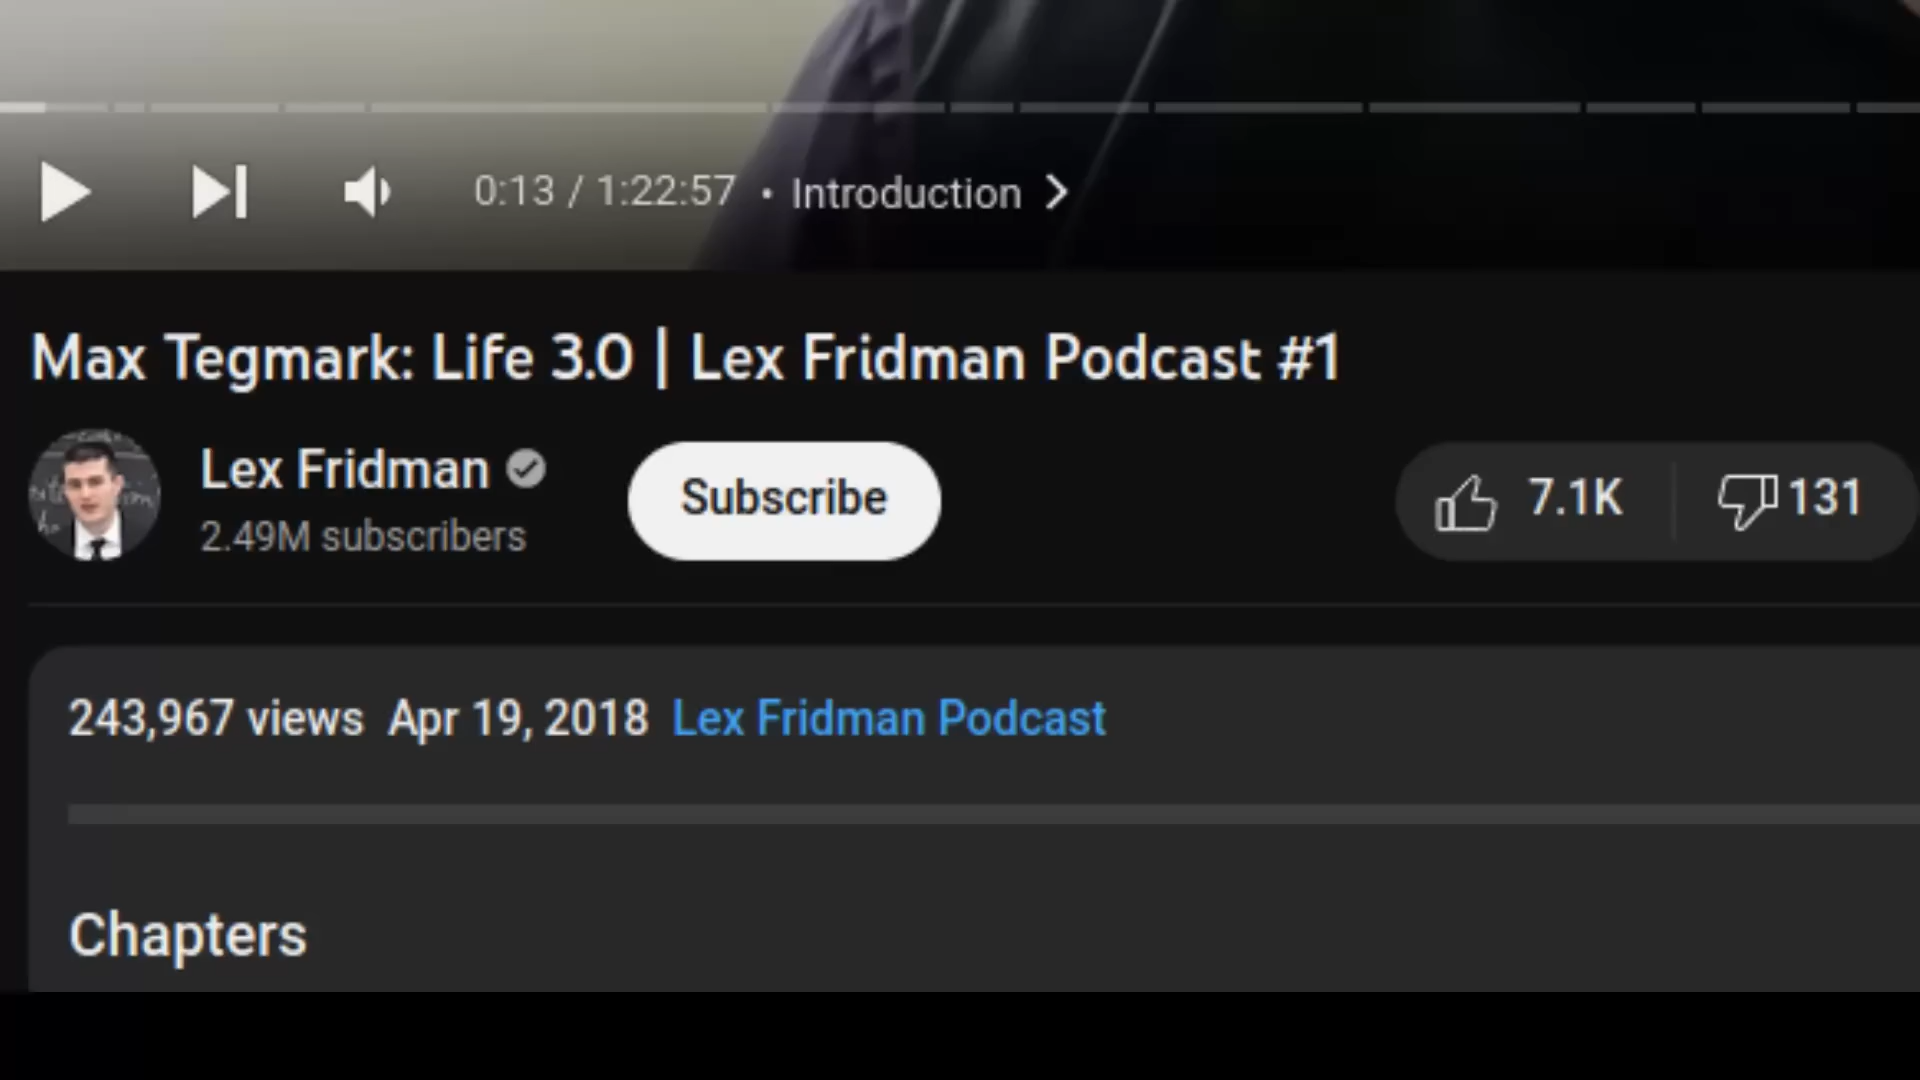 0:13 / 1:22:57 • Introduction
Max Tegmark: Life 3.0 | Lex Fridman Podcast #1
Lex Fridman
2.49M subscribers
Subscribe
7.1K
131
243,967 views Apr 19, 2018 Lex Fridman Podcast
Chapters